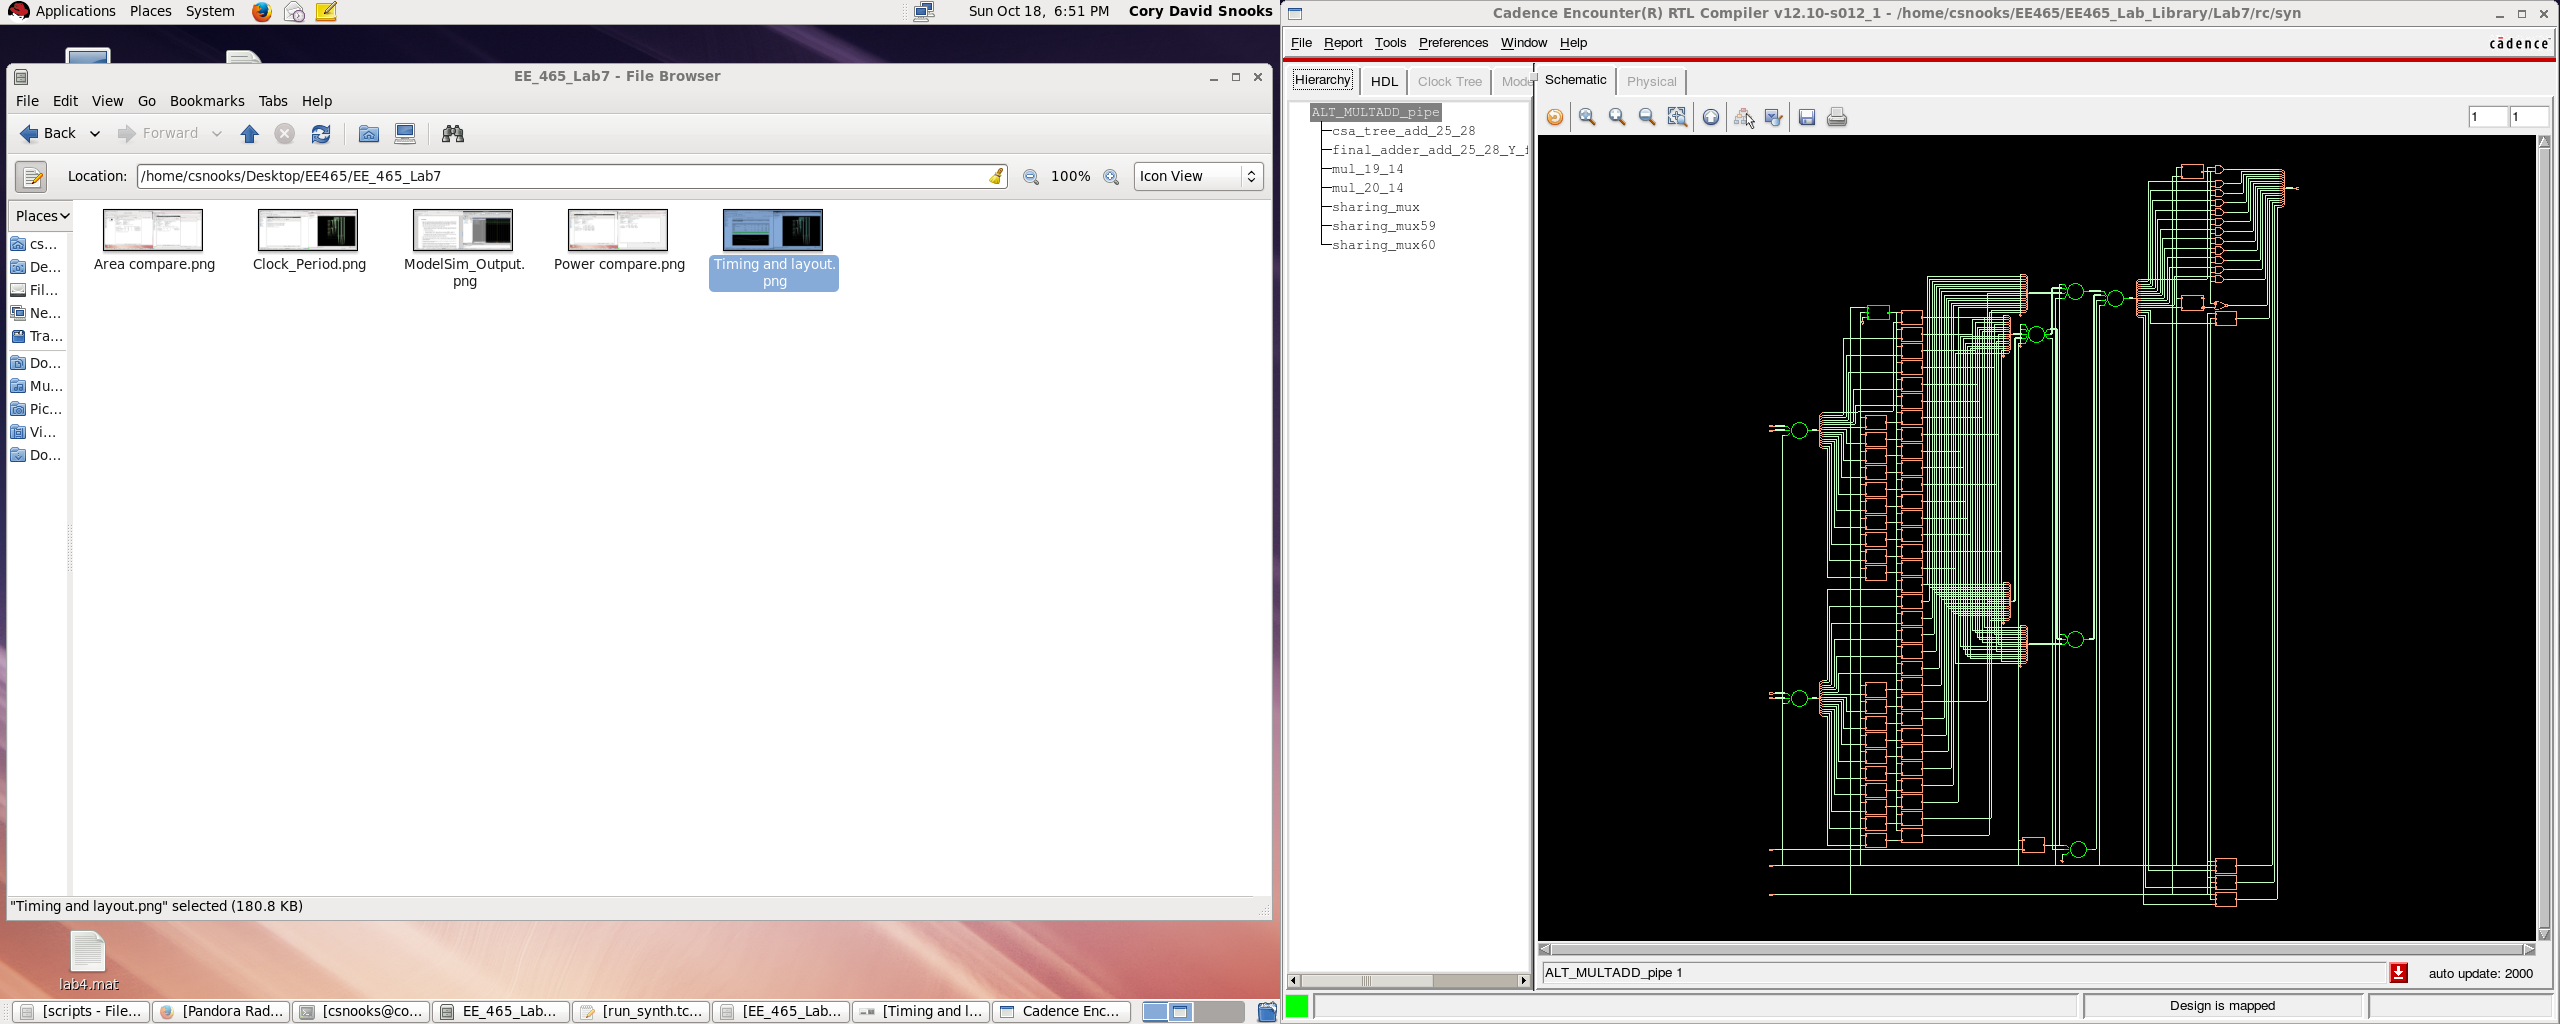 Applications Places System
Sun Oct 18, 6:51 PM Cory David Snooks
EE_465_Lab7 - File Browser
File Edit View Go Bookmarks Tabs Help
Back Forward
Location: /home/csnooks/Desktop/EE465/EE_465_Lab7 100% Icon View
Places
cs...
De...
Fil...
Ne...
Tra...
Do...
Mu...
Pic...
Vi...
Do...
Area compare.png
Clock_Period.png
ModelSim_Output.
png
Power compare.png
Timing and layout.
png
"Timing and layout.png" selected (180.8 KB)
lab4.mat
[scripts - File... [Pandora Rad... [csnooks@co... EE_465_Lab... [run_synth.tc... [EE_465_Lab... [Timing and l... Cadence Enc...
Cadence Encounter(R) RTL Compiler v12.10-s012_1 - /home/csnooks/EE465/EE465_Lab_Library/Lab7/rc/syn
File Report Tools Preferences Window Help
cādence
Hierarchy HDL Clock Tree Mode
Schematic Physical
1 1
ALT_MULTADD_pipe
csa_tree_add_25_28
final_adder_add_25_28_Y_
mul_19_14
mul_20_14
sharing_mux
sharing_mux59
sharing_mux60
ALT_MULTADD_pipe 1
auto update: 2000
Design is mapped